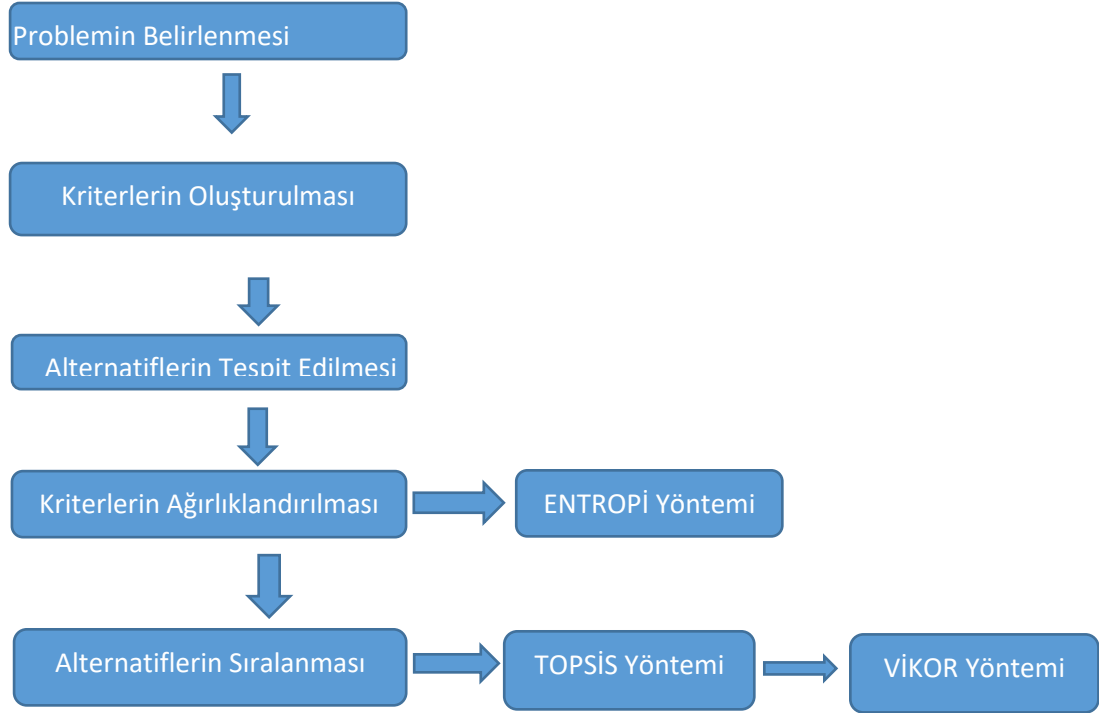 Problemin Belirlenmesi
Kriterlerin Oluşturulması
Alternatiflerin Tespit Edilmesi
Kriterlerin Ağırlıklandırılması
ENTROPİ Yöntemi
Alternatiflerin Sıralanması
TOPSİS Yöntemi
VİKOR Yöntemi